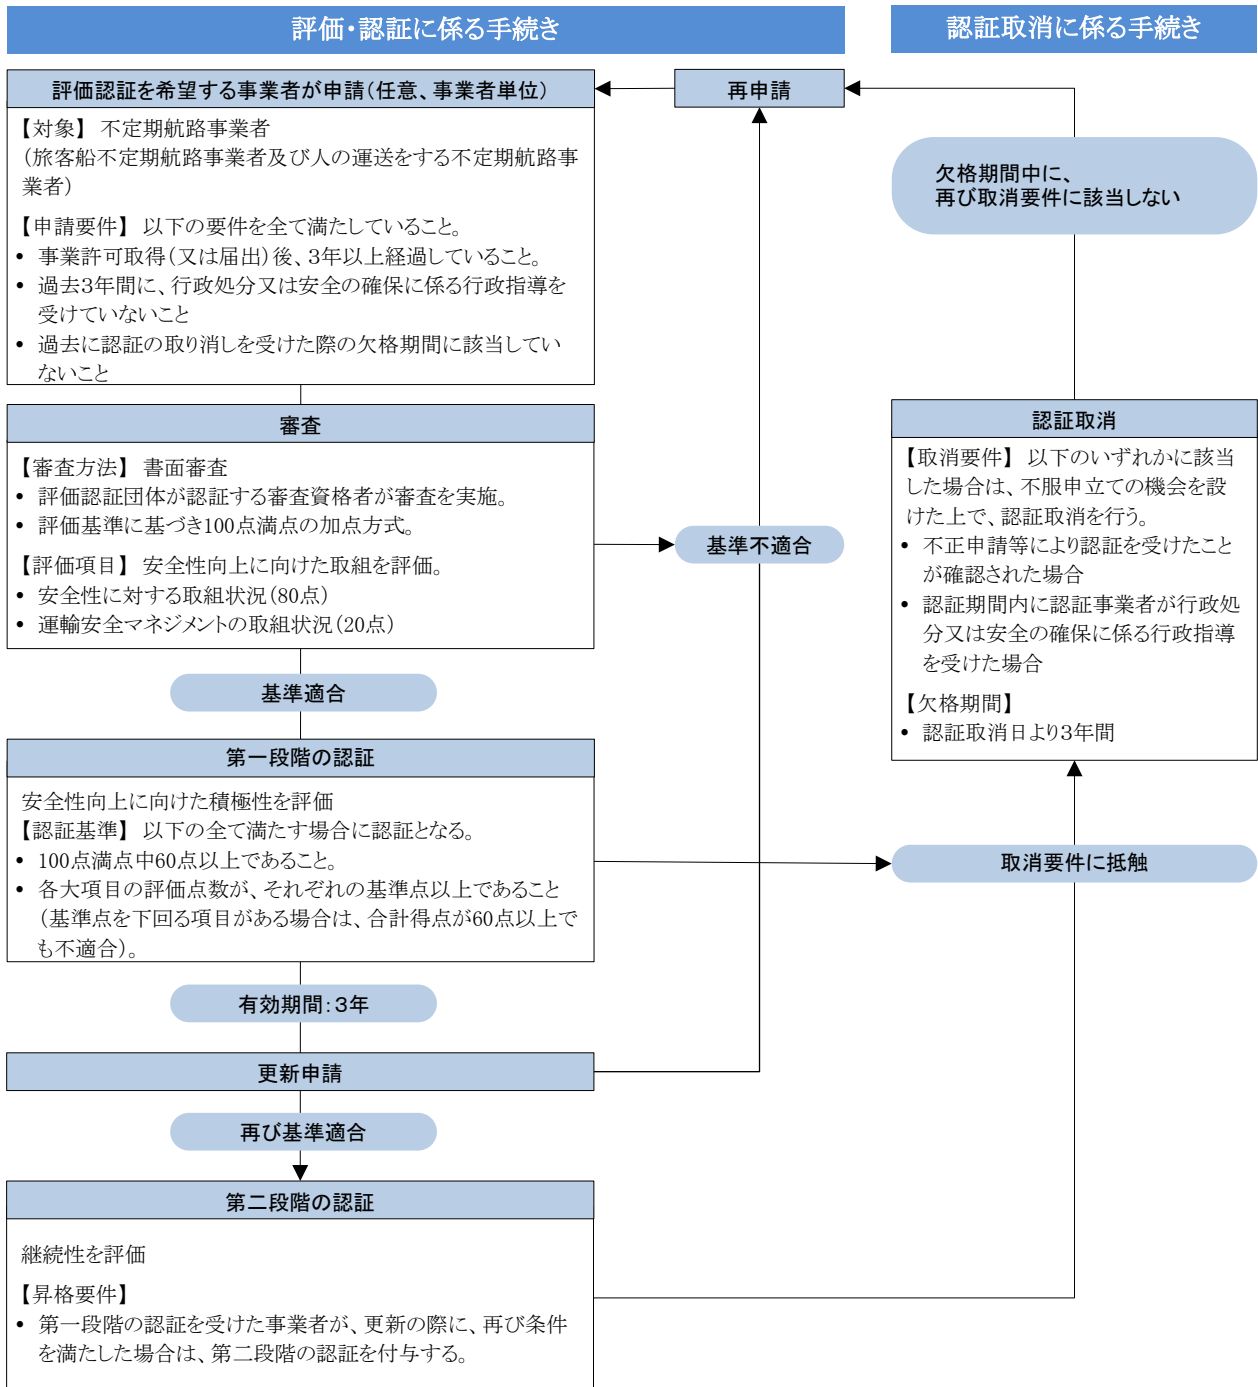 評価・認証に係る手続き
認証取消に係る手続き
評価認証を希望する事業者が申請(任意、事業者単位)
【対象】 不定期航路事業者
(旅客船不定期航路事業者及び人の運送をする不定期航路事
業者)
【申請要件】 以下の要件を全て満たしていること。
• 事業許可取得(又は届出)後、3年以上経過していること。
• 過去3年間に、行政処分又は安全の確保に係る行政指導を
受けていないこと
• 過去に認証の取り消しを受けた際の欠格期間に該当してい
ないこと
再申請
欠格期間中に、
再び取消要件に該当しない
審査
【審査方法】 書面審査
• 評価認証団体が認証する審査資格者が審査を実施。
• 評価基準に基づき100点満点の加点方式。
【評価項目】 安全性向上に向けた取組を評価。
• 安全性に対する取組状況(80点)
• 運輸安全マネジメントの取組状況(20点)
基準不適合
認証取消
【取消要件】 以下のいずれかに該当
した場合は、不服申立ての機会を設
けた上で、認証取消を行う。
• 不正申請等により認証を受けたこと
が確認された場合
• 認証期間内に認証事業者が行政処
分又は安全の確保に係る行政指導
を受けた場合
【欠格期間】
• 認証取消日より3年間
基準適合
第一段階の認証
安全性向上に向けた積極性を評価
【認証基準】 以下の全て満たす場合に認証となる。
• 100点満点中60点以上であること。
• 各大項目の評価点数が、それぞれの基準点以上であること
(基準点を下回る項目がある場合は、合計得点が60点以上で
も不適合)。
取消要件に抵触
有効期間:3年
更新申請
再び基準適合
第二段階の認証
継続性を評価
【昇格要件】
• 第一段階の認証を受けた事業者が、更新の際に、再び条件
を満たした場合は、第二段階の認証を付与する。